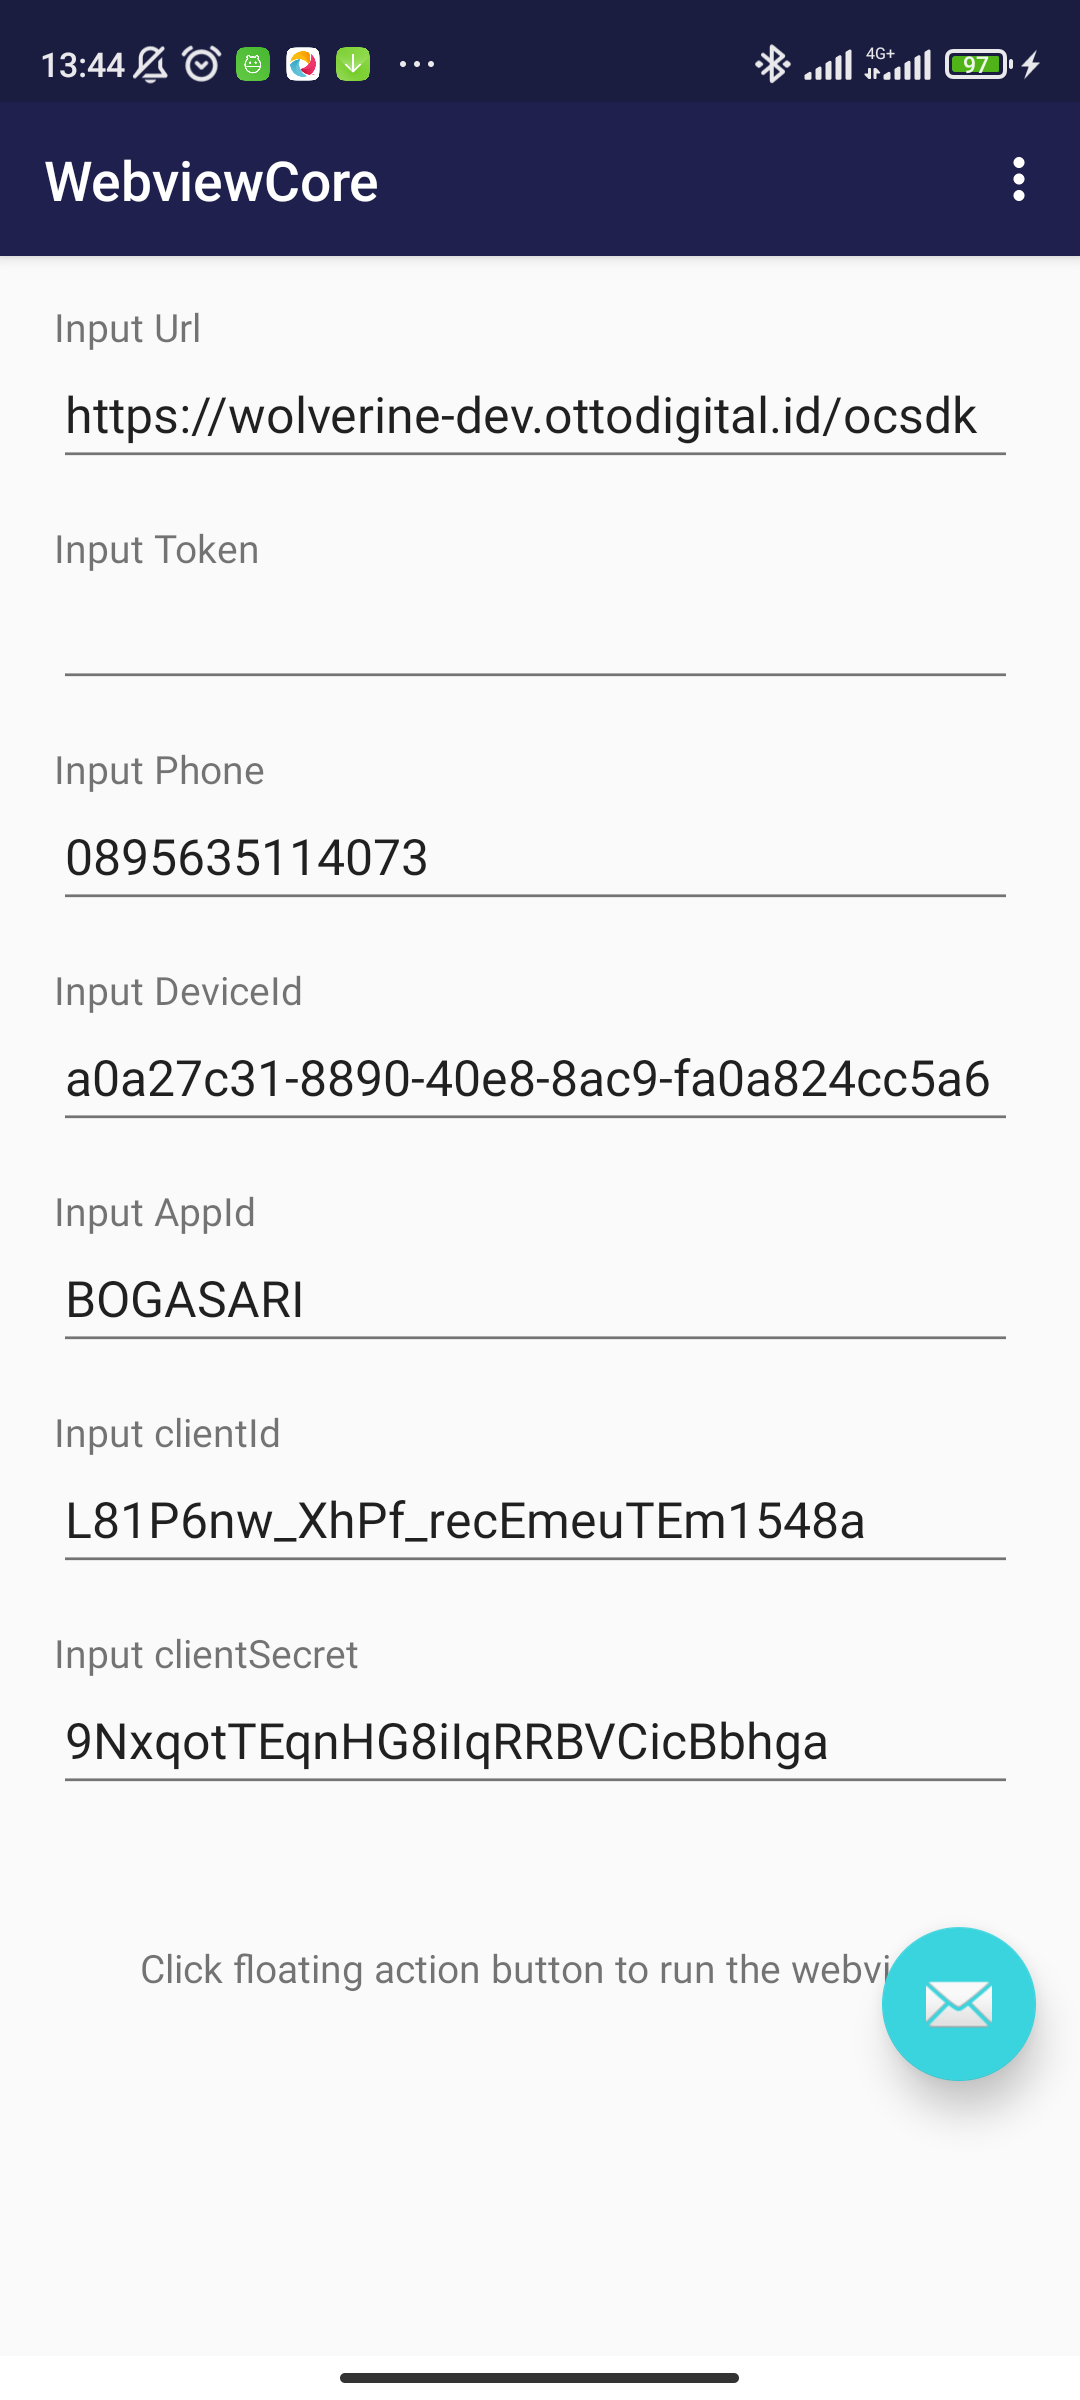 13:44
4G+
97
WebviewCore
Input Url
https://wolverine-dev.ottodigital.id/ocsdk
Input Token
Input Phone
0895635114073
Input DeviceId
a0a27c31-8890-40e8-8ac9-fa0a824cc5a6
Input AppId
BOGASARI
Input clientId
L81P6nw_XhPf_recEmeuTEm1548a
Input clientSecret
9NxqotTEqnHG8iIqRRBVCicBbhga
Click floating action button to run the webvi